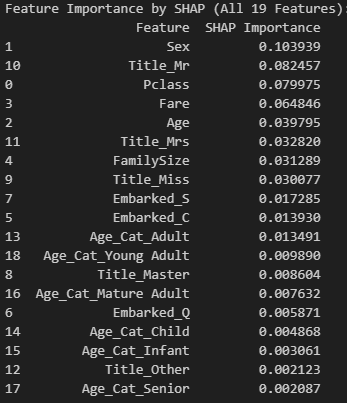 Feature Importance by SHAP (All 19 Features):
Feature SHAP Importance
1 Sex 0.103939
10 Title_Mr 0.082457
0 Pclass 0.079975
3 Fare 0.064846
2 Age 0.039795
11 Title_Mrs 0.032820
4 FamilySize 0.031289
9 Title_Miss 0.030077
7 Embarked_S 0.017285
5 Embarked_C 0.013930
13 Age_Cat_Adult 0.013491
18 Age_Cat_Young Adult 0.009890
8 Title_Master 0.008604
16 Age_Cat_Mature Adult 0.007632
6 Embarked_Q 0.005871
14 Age_Cat_Child 0.004868
15 Age_Cat_Infant 0.003061
12 Title_Other 0.002123
17 Age_Cat_Senior 0.002087